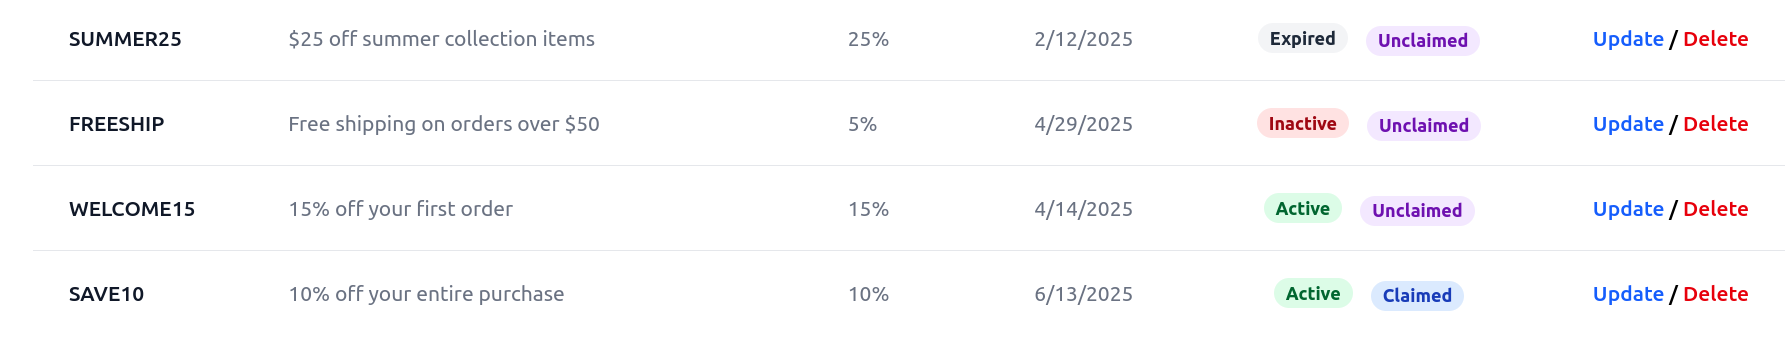 SUMMER25 $25 off summer collection items 25% 2/12/2025 Expired Unclaimed Update / Delete
FREESHIP Free shipping on orders over $50 5% 4/29/2025 Inactive Unclaimed Update / Delete
WELCOME15 15% off your first order 15% 4/14/2025 Active Unclaimed Update / Delete
SAVE10 10% off your entire purchase 10% 6/13/2025 Active Claimed Update / Delete